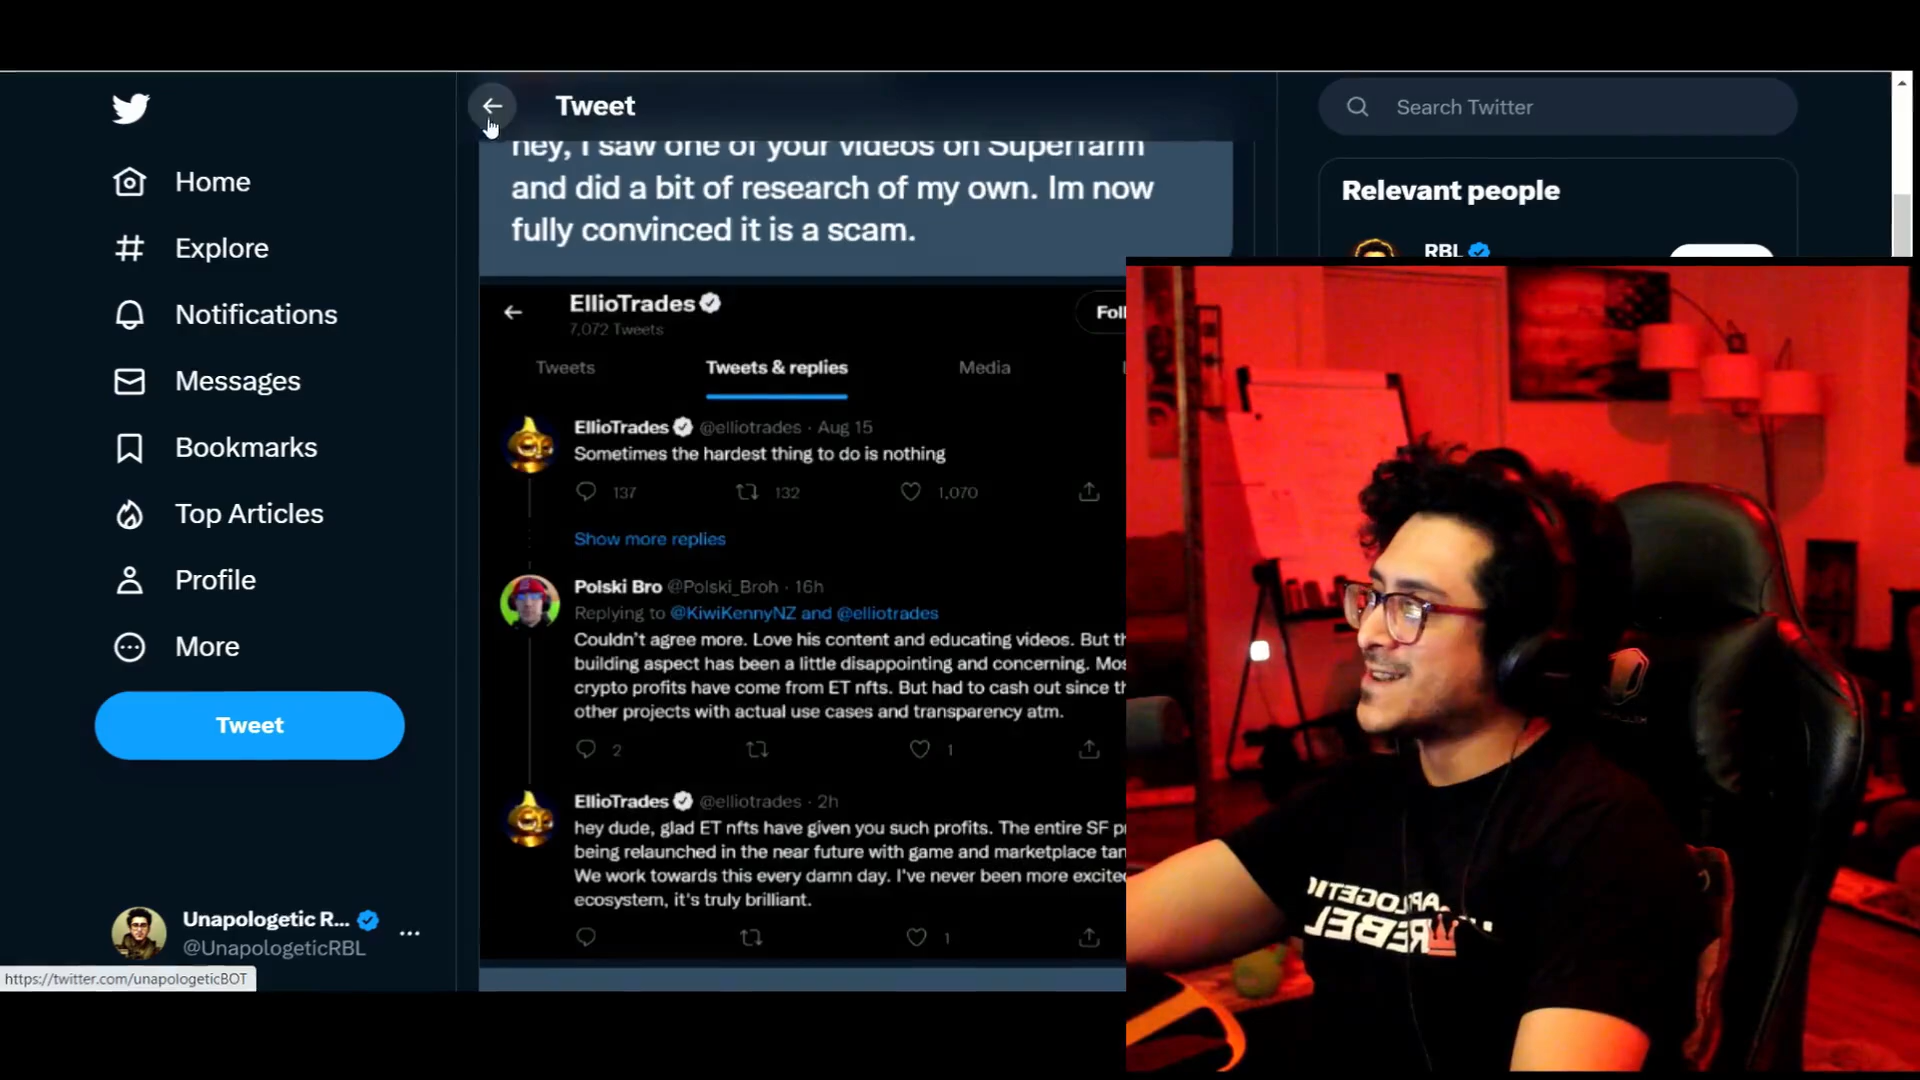 Tweet
Search Twitter
Home
Explore
Notifications
Messages
Bookmarks
Top Articles
Profile
More
Tweet
Unapologetic R...
@UnapologeticRBL
https://twitter.com/unapologeticBOT
hey, I saw one of your videos on Superfarm
and did a bit of research of my own. Im now
fully convinced it is a scam.
EllioTrades
7,072 Tweets
Foll
Tweets
Tweets & replies
Media
EllioTrades @elliotrades · Aug 15
Sometimes the hardest thing to do is nothing
137 132 1,070
Show more replies
Polski Bro @Polski_Broh · 16h
Replying to @KiwiKennyNZ and @elliotrades
Couldn't agree more. Love his content and educating videos. But th
building aspect has been a little disappointing and concerning. Mos
crypto profits have come from ET nfts. But had to cash out since th
other projects with actual use cases and transparency atm.
2 1
EllioTrades @elliotrades · 2h
hey dude, glad ET nfts have given you such profits. The entire SF p
being relaunched in the near future with game and marketplace tan
We work towards this every damn day. I've never been more excite
ecosystem, it's truly brilliant.
1
Relevant people
RBL
REBEL